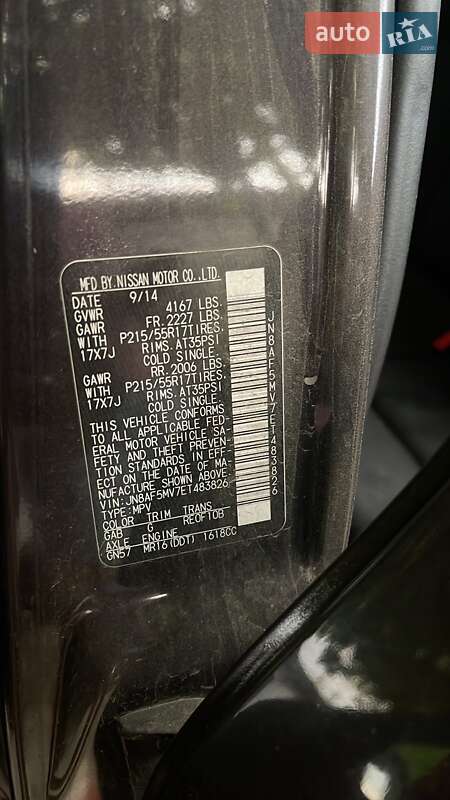 auto RIA
.com
MFD BY NISSAN MOTOR CO.,LTD.
DATE 9/14
GVWR 4167 LBS.
GAWR FR. 2227 LBS.
WITH P215/55R17TIRES.
17X7J RIMS. AT35PSI
COLD SINGLE.
GAWR RR. 2006 LBS.
WITH P215/55R17TIRES.
17X7J RIMS. AT35PSI
COLD SINGLE.
THIS VEHICLE CONFORMS
TO ALL APPLICABLE FED-
ERAL MOTOR VEHICLE SA-
FETY AND THEFT PREVEN-
TION STANDARDS IN EFF-
ECT ON THE DATE OF MA-
NUFACTURE SHOWN ABOVE.
VIN:JN8AF5MV7ET483826
TYPE:MPV
COLOR TRIM TRANS
GAB G RE0F10B
AXLE ENGINE
GN57 MR16(DDT) 1618CC
JN8AF5MV7ET483826